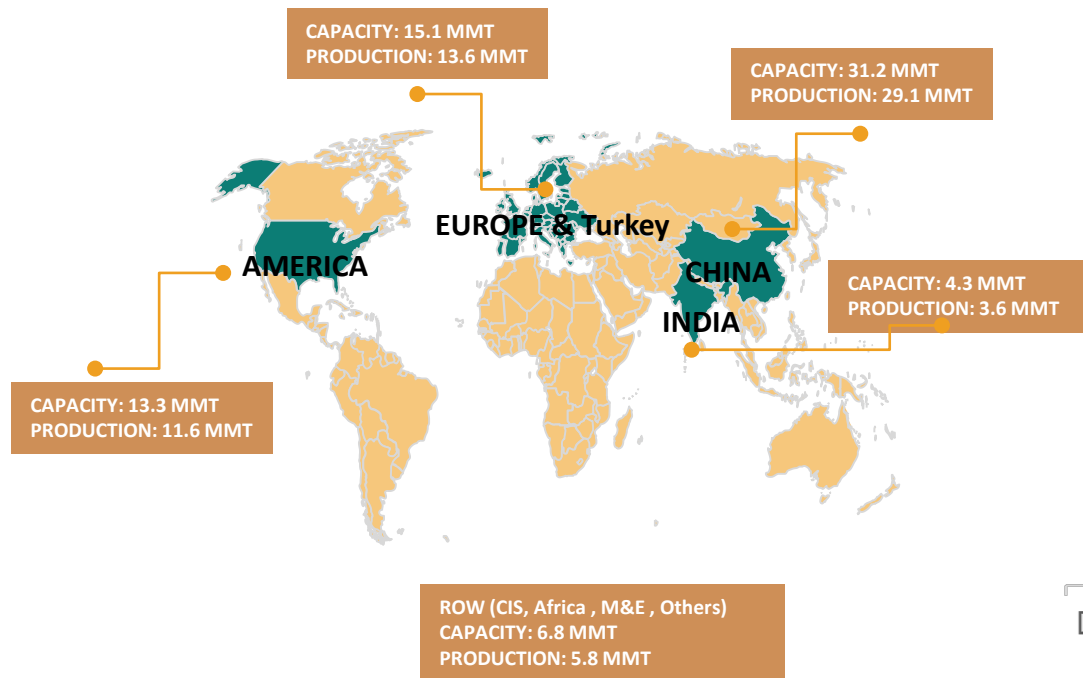 CAPACITY: 15.1 MMT
PRODUCTION: 13.6 MMT
CAPACITY: 31.2 MMT
PRODUCTION: 29.1 MMT
EUROPE & Turkey
AMERICA
CHINA
INDIA
CAPACITY: 4.3 MMT
PRODUCTION: 3.6 MMT
CAPACITY: 13.3 MMT
PRODUCTION: 11.6 MMT
ROW (CIS, Africa , M&E , Others)
CAPACITY: 6.8 MMT
PRODUCTION: 5.8 MMT